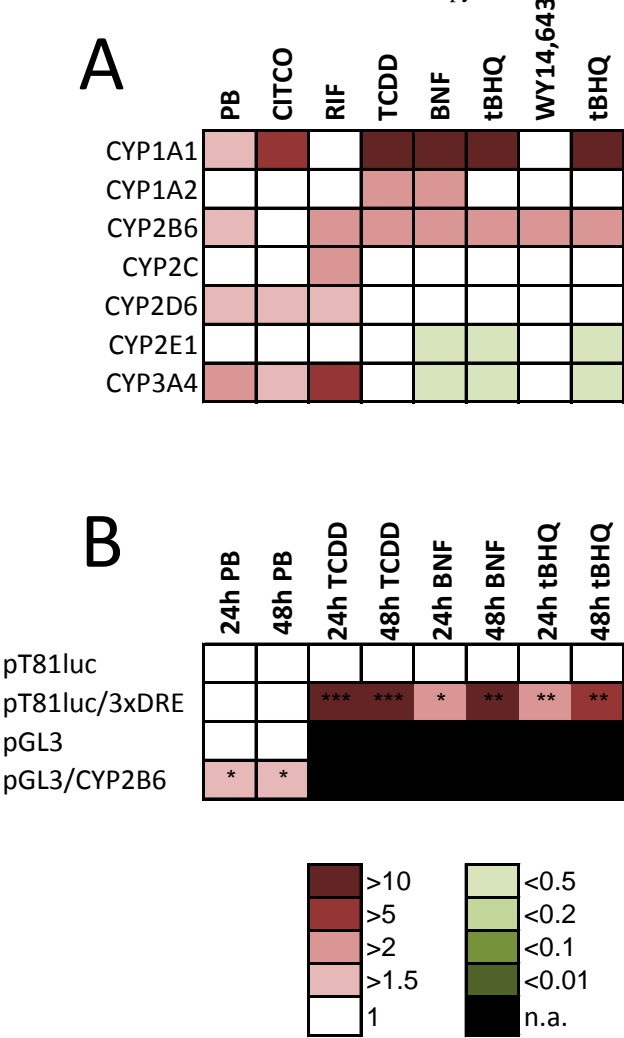 A
PB CITCO RIF TCDD BNF tBHQ WY14,643 tBHQ
CYP1A1
CYP1A2
CYP2B6
CYP2C
CYP2D6
CYP2E1
CYP3A4
B
24h PB 48h PB 24h TCDD 48h TCDD 24h BNF 48h BNF 24h tBHQ 48h tBHQ
pT81luc
pT81luc/3xDRE *** *** * ** ** **
pGL3
pGL3/CYP2B6 * *
>10 <0.5
>5 <0.2
>2 <0.1
>1.5 <0.01
1 n.a.